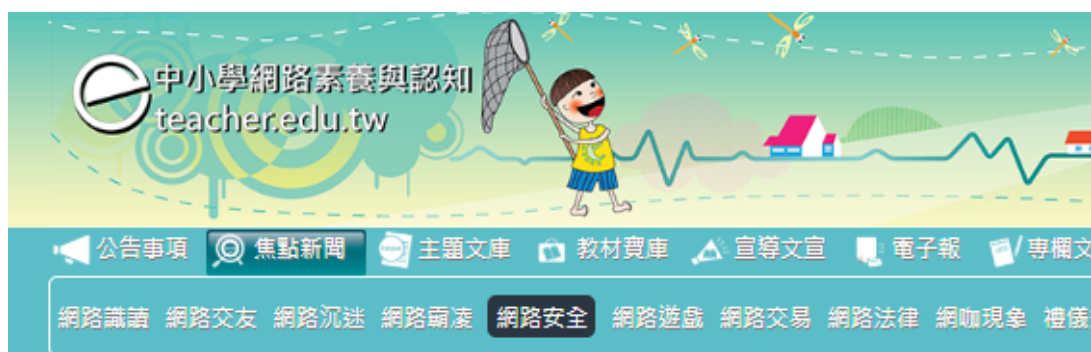 中小學網路素養與認知
eteacher.edu.tw
公告事項 焦點新聞 主題文庫 教材寶庫 宣導文宣 電子報 專欄文
網路識讀 網路交友 網路沉迷 網路霸凌 網路安全 網路遊戲 網路交易 網路法律 網咖現象 禮儀